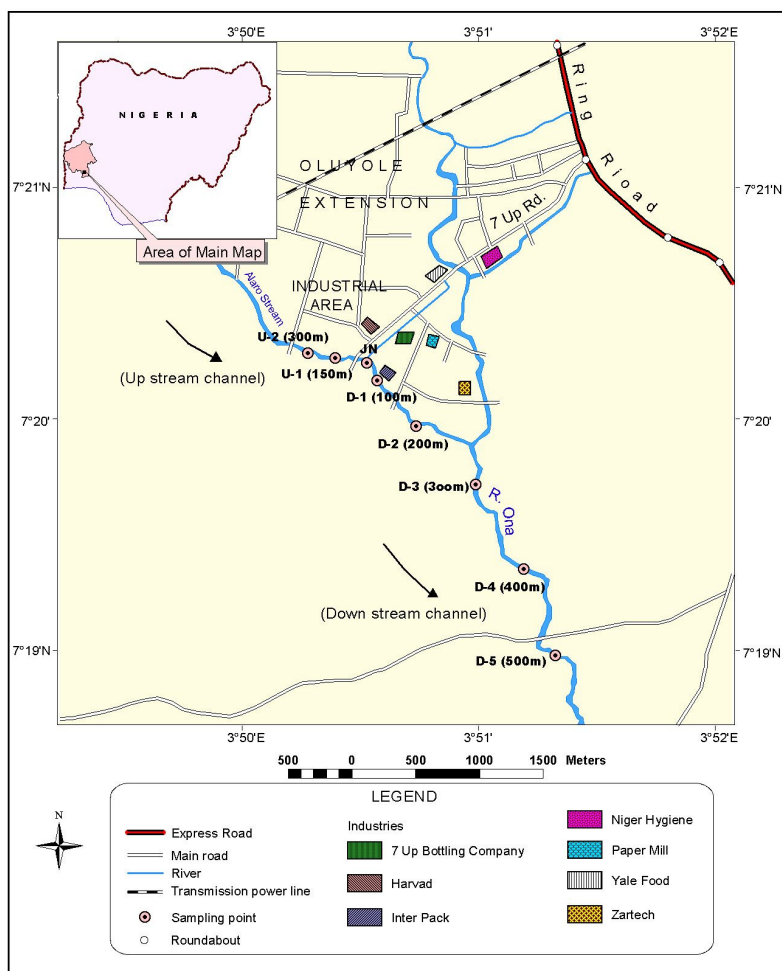 3°50'E
3°51'
3°52'E
NIGERIA
Area of Main Map
7°21'
7°21'N
OLUYOLE
EXTENSION
Ring Rioad
7 Up Rd.
INDUSTRIAL
AREA
Alaro Stream
U-2 (300m)
JN
U-1 (150m)
(Up stream channel)
D-1 (100m)
7°20'
7°20'
D-2 (200m)
D-3 (3oom)
R. Ona
D-4 (400m)
(Down stream channel)
7°19'N
7°19'N
D-5 (500m)
3°50'E
3°51'
3°52'E
500 0 500 1000 1500 Meters
LEGEND
N
Express Road
Main road
River
Transmission power line
Sampling point
Roundabout
Industries
7 Up Bottling Company
Harvad
Inter Pack
Niger Hygiene
Paper Mill
Yale Food
Zartech